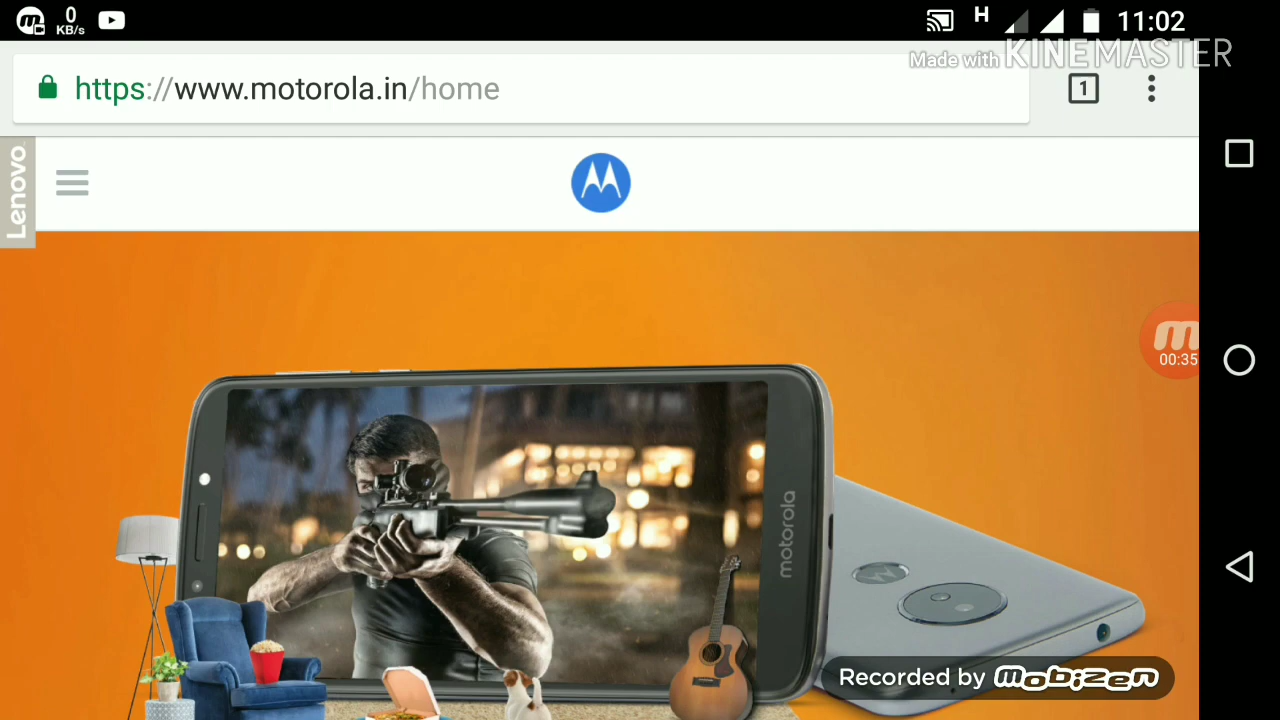 0
KB/s
H
11:02
Made with KINEMASTER
https://www.motorola.in/home
1
Lenovo
00:35
motorola
Recorded by mobizen